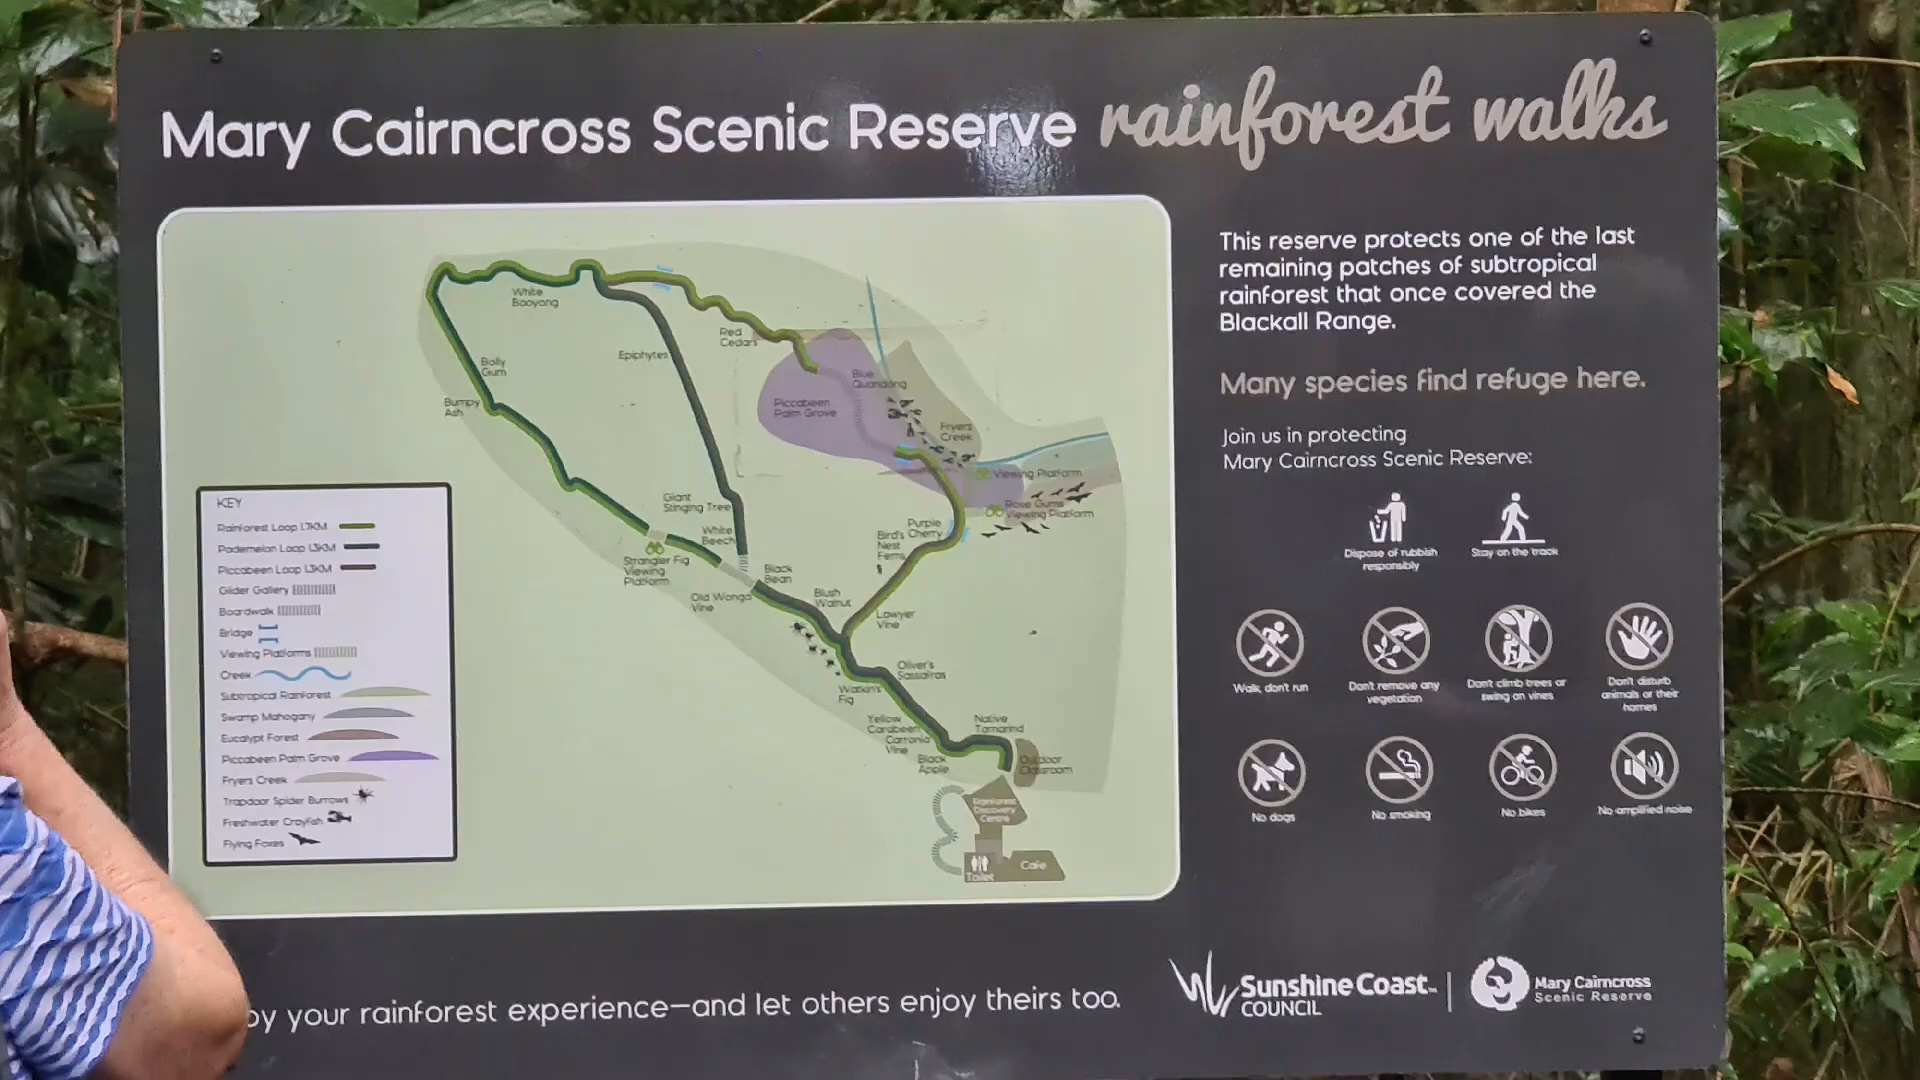 Mary Cairncross Scenic Reserve rainforest walks
This reserve protects one of the last
remaining patches of subtropical
rainforest that once covered the
Blackall Range.
Many species find refuge here.
Join us in protecting
Mary Cairncross Scenic Reserve:
Dispose of rubbish
responsibly
Stay on the track
Walk, don't run
Don't remove any
vegetation
Don't climb trees or
swing on vines
Don't disturb
animals or their
homes
No dogs
No smoking
No bikes
No amplified noise
White
Booyong
Red
Cedars
Epiphytes
Bolly
Gum
Bumpy
Ash
Blue
Quandong
Piccabeen
Palm Grove
Fryers
Creek
Viewing Platform
Rose Gums
Viewing Platform
Giant
Stinging Tree
White
Beech
Purple
Cherry
Bird's
Nest
Ferns
Strangler Fig
Viewing
Platform
Black
Bean
Old Wonga
Vine
Blush
Walnut
Lawyer
Vine
Oliver's
Sassafras
Watkin's
Fig
Yellow
Carabeen
Carronia
Vine
Native
Tamarind
Black
Apple
Outdoor
Classroom
Rainforest
Discovery
Centre
Toilet
Cafe
KEY
Rainforest Loop 1.7KM
Pademelon Loop 1.3KM
Piccabeen Loop 1.3KM
Glider Gallery
Boardwalk
Bridge
Viewing Platforms
Creek
Subtropical Rainforest
Swamp Mahogany
Eucalypt Forest
Piccabeen Palm Grove
Fryers Creek
Trapdoor Spider Burrows
Freshwater Crayfish
Flying Foxes
oy your rainforest experience—and let others enjoy theirs too.
Sunshine Coast™
COUNCIL
Mary Cairncross
Scenic Reserve